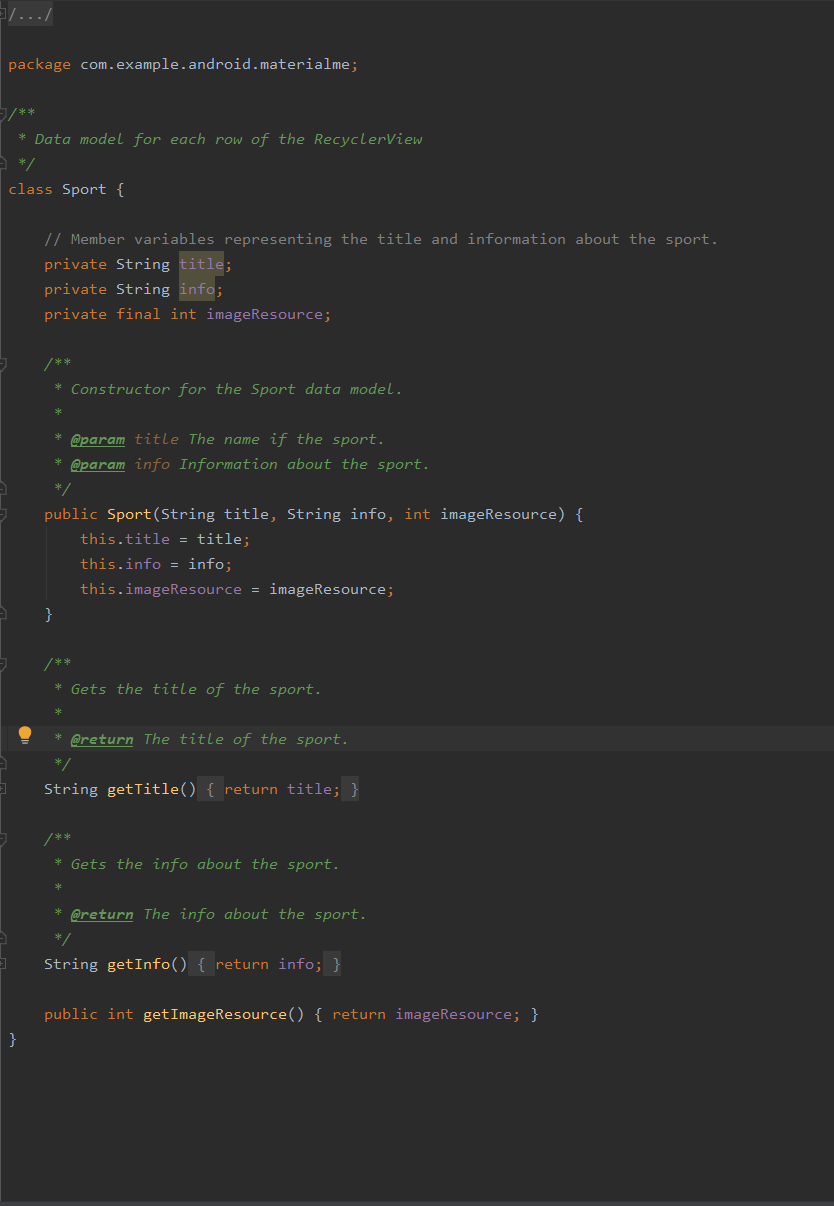 /.../
package com.example.android.materialme;
/**
 * Data model for each row of the RecyclerView
 */
class Sport {
    // Member variables representing the title and information about the sport.
    private String title;
    private String info;
    private final int imageResource;
    /**
     * Constructor for the Sport data model.
     *
     * @param title The name if the sport.
     * @param info Information about the sport.
     */
    public Sport(String title, String info, int imageResource) {
        this.title = title;
        this.info = info;
        this.imageResource = imageResource;
    }
    /**
     * Gets the title of the sport.
     *
     * @return The title of the sport.
     */
    String getTitle() { return title; }
    /**
     * Gets the info about the sport.
     *
     * @return The info about the sport.
     */
    String getInfo() { return info; }
    public int getImageResource() { return imageResource; }
}